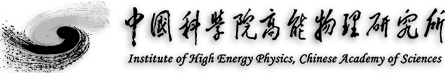 中國科學院高能物理研究所
Institute of High Energy Physics, Chinese Academy of Sciences